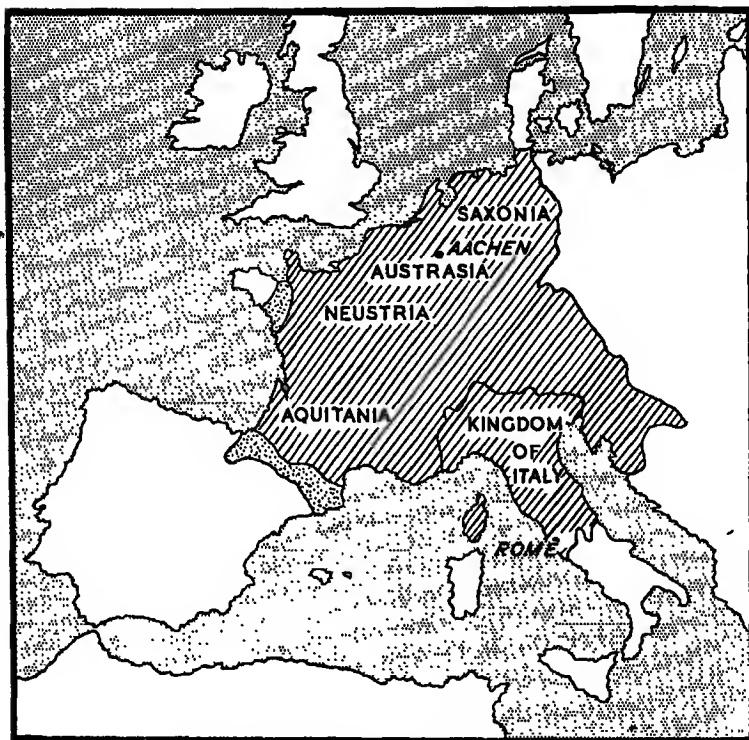 SAXONIA
AACHEN
AUSTRASIA
NEUSTRIA
AQUITANIA
KINGDOM
OF
ITALY
ROME